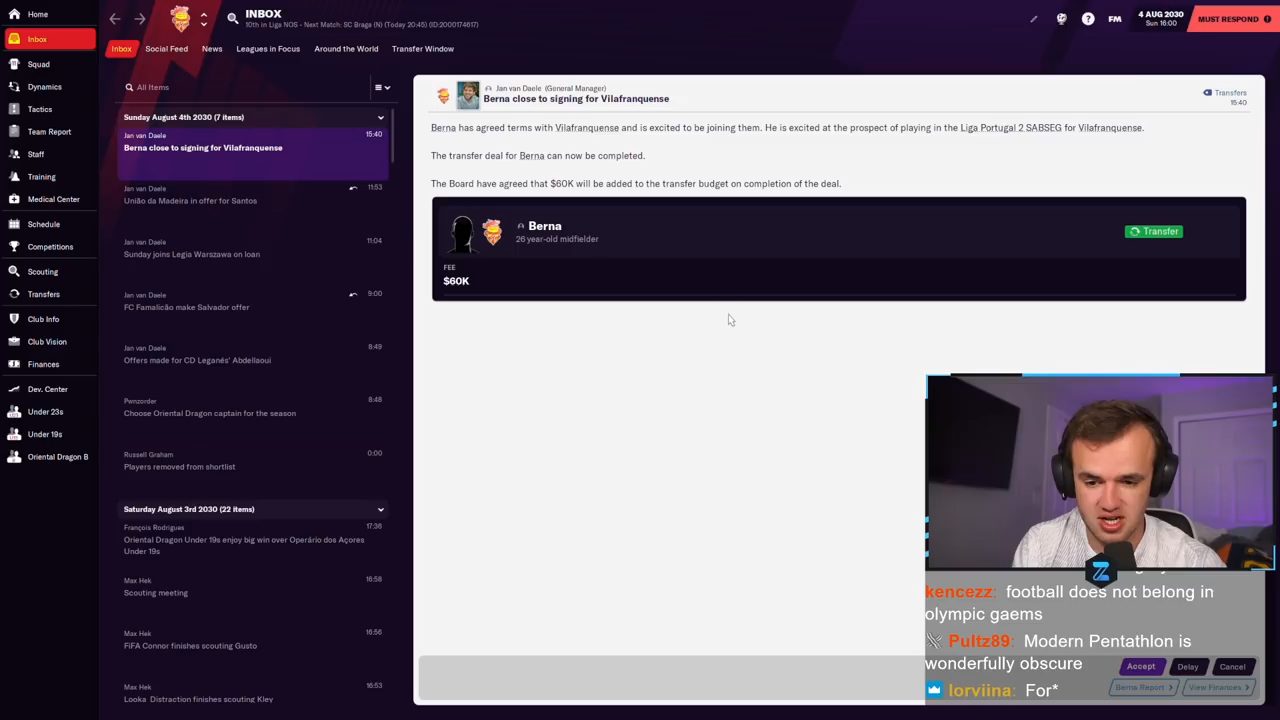 Home
Inbox
Squad
Dynamics
Tactics
Team Report
Staff
Training
Medical Center
Schedule
Competitions
Scouting
Transfers
Club Info
Club Vision
Finances
Dev. Center
Under 23s
Under 19s
Oriental Dragon B
INBOX
10th in Liga NOS - Next Match: SC Braga (N) (Today 20:45) (ID:2000174617)
FM
4 AUG 2030
Sun 16:00
MUST RESPOND
Inbox
Social Feed
News
Leagues in Focus
Around the World
Transfer Window
All Items
Sunday August 4th 2030 (7 items)
Jan van Daele
15:40
Berna close to signing for Vilafranquense
Jan van Daele
11:53
União da Madeira in offer for Santos
Jan van Daele
11:04
Sunday joins Legia Warszawa on loan
Jan van Daele
9:00
FC Famalicão make Salvador offer
Jan van Daele
8:49
Offers made for CD Leganés' Abdellaoui
Pwnzorder
8:48
Choose Oriental Dragon captain for the season
Russell Graham
0:00
Players removed from shortlist
Saturday August 3rd 2030 (22 items)
François Rodrigues
17:36
Oriental Dragon Under 19s enjoy big win over Operário dos Açores
Under 19s
Max Hek
16:58
Scouting meeting
Max Hek
16:56
FiFA Connor finishes scouting Gusto
Max Hek
16:53
Looka_Distraction finishes scouting Kley
Jan van Daele (General Manager)
Berna close to signing for Vilafranquense
Transfers
15:40
Berna has agreed terms with Vilafranquense and is excited to be joining them. He is excited at the prospect of playing in the Liga Portugal 2 SABSEG for Vilafranquense.
The transfer deal for Berna can now be completed.
The Board have agreed that $60K will be added to the transfer budget on completion of the deal.
Berna
26 year-old midfielder
Transfer
FEE
$60K
kencezz: football does not belong in
olympic gaems
Pultz89: Modern Pentathlon is
wonderfully obscure
lorviina: For*
Accept
Delay
Cancel
Berna Report
View Finances